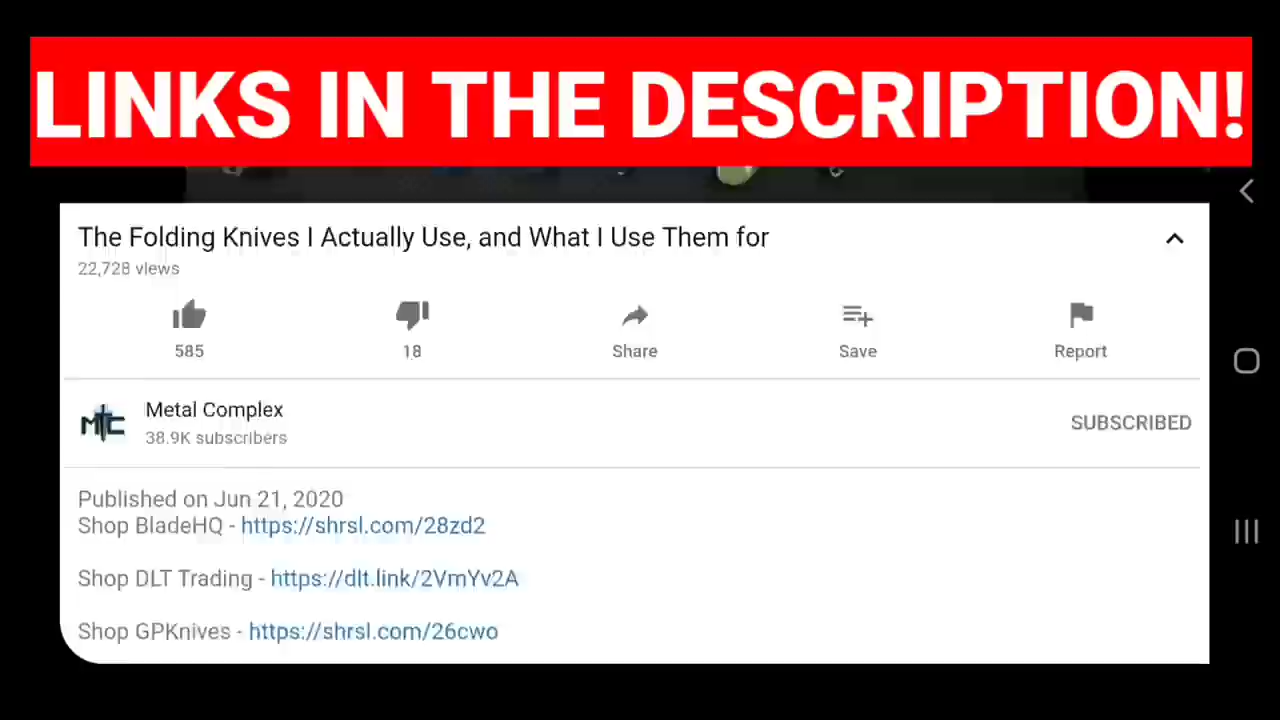 LINKS IN THE DESCRIPTION!
The Folding Knives I Actually Use, and What I Use Them for
22,728 views
585
18
Share
Save
Report
MTC
Metal Complex
38.9K subscribers
SUBSCRIBED
Published on Jun 21, 2020
Shop BladeHQ - https://shrsl.com/28zd2
Shop DLT Trading - https://dlt.link/2VmYv2A
Shop GPKnives - https://shrsl.com/26cwo